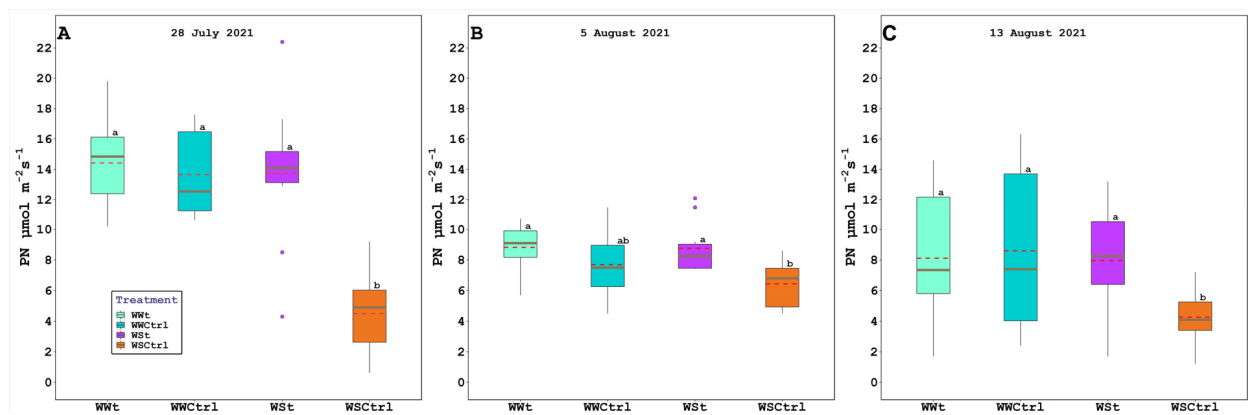 A
28 July 2021
PN μmol m⁻²s⁻¹
22
20
18
16
14
12
10
8
6
4
2
0
a
a
a
b
Treatment
WWt
WWCtrl
WSt
WSCtrl
WWt WWCtrl WSt WSCtrl
B
5 August 2021
PN μmol m⁻²s⁻¹
22
20
18
16
14
12
10
8
6
4
2
0
a
ab
a
b
WWt WWCtrl WSt WSCtrl
C
13 August 2021
PN μmol m⁻²s⁻¹
22
20
18
16
14
12
10
8
6
4
2
0
a
a
a
b
WWt WWCtrl WSt WSCtrl